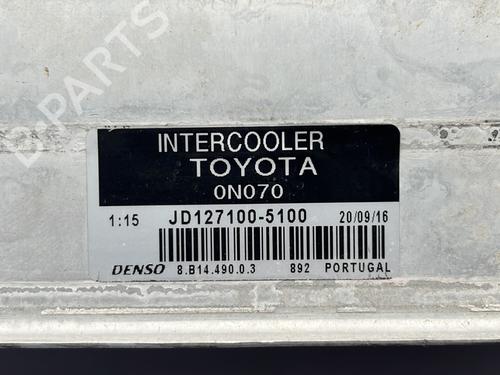 B-PARTS
INTERCOOLER
TOYOTA
0N070
1:15 JD127100-5100 20/09/16
DENSO 8.B14.490.0.3 892 PORTUGAL